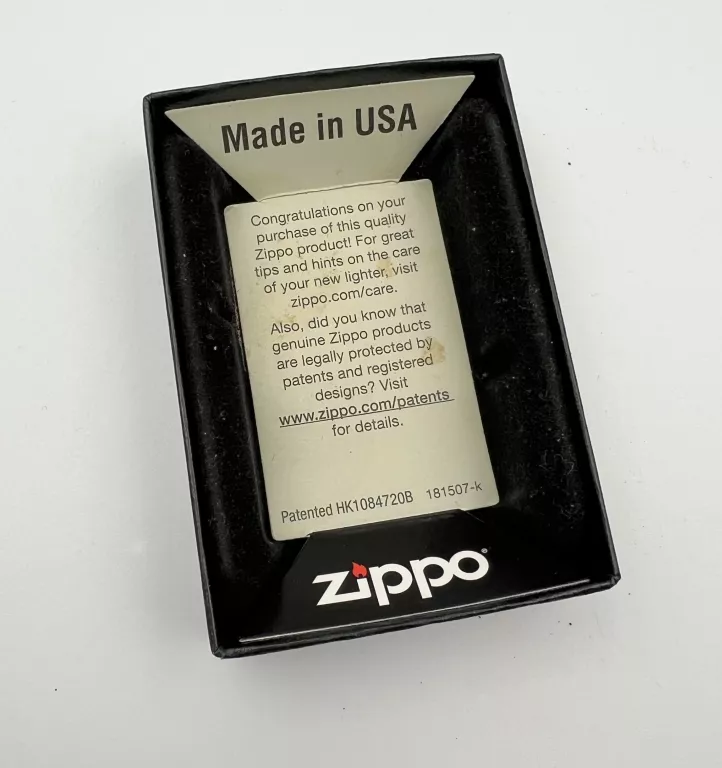 Made in USA
Congratulations on your
purchase of this quality
Zippo product! For great
tips and hints on the care
of your new lighter, visit
zippo.com/care.
Also, did you know that
genuine Zippo products
are legally protected by
patents and registered
designs? Visit
www.zippo.com/patents
for details.
Patented HK1084720B 181507-k
zippo®